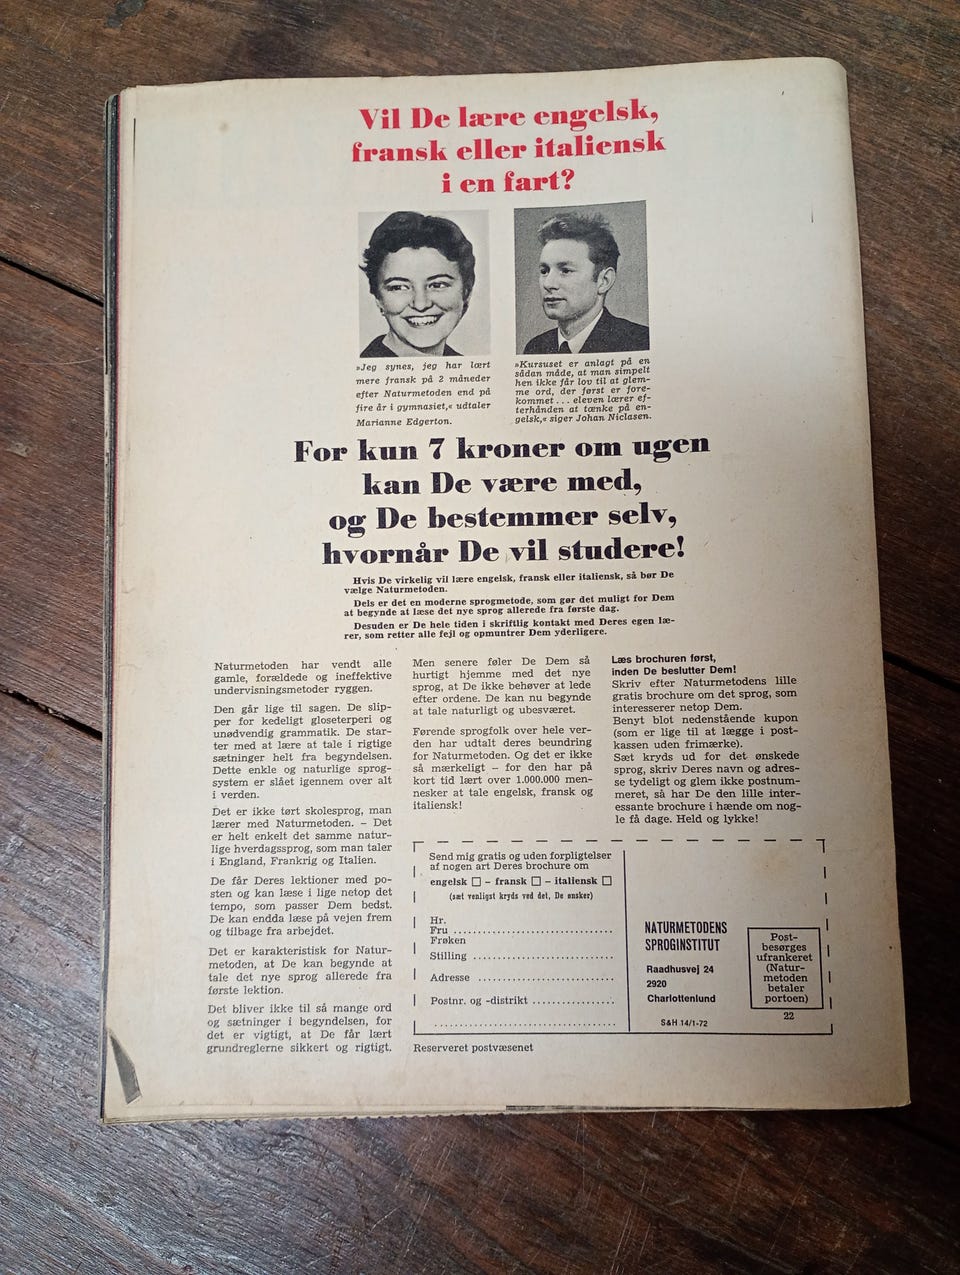 Vil De lære engelsk,
fransk eller italiensk
i en fart?
»Jeg synes, jeg har lært
mere fransk på 2 måneder
efter Naturmetoden end på
fire år i gymnasiet,« udtaler
Marianne Edgerton.
»Kursuset er anlagt på en
sådan måde, at man simpelt
hen ikke får lov til at glem-
me ord, der først er fore-
kommet . . . eleven lærer ef-
terhånden at tænke på en-
gelsk,« siger Johan Niclasen.
For kun 7 kroner om ugen
kan De være med,
og De bestemmer selv,
hvornår De vil studere!
Hvis De virkelig vil lære engelsk, fransk eller italiensk, så bør De
vælge Naturmetoden.
Dels er det en moderne sprogmetode, som gør det muligt for Dem
at begynde at læse det nye sprog allerede fra første dag.
Desuden er De hele tiden i skriftlig kontakt med Deres egen læ-
rer, som retter alle fejl og opmuntrer Dem yderligere.
Naturmetoden har vendt alle
gamle, forældede og ineffektive
undervisningsmetoder ryggen.
Den går lige til sagen. De slip-
per for kedeligt gloseterperi og
unødvendig grammatik. De star-
ter med at lære at tale i rigtige
sætninger helt fra begyndelsen.
Dette enkle og naturlige sprog-
system er slået igennem over alt
i verden.
Det er ikke tørt skolesprog, man
lærer med Naturmetoden. – Det
er helt enkelt det samme natur-
lige hverdagssprog, som man taler
i England, Frankrig og Italien.
De får Deres lektioner med po-
sten og kan læse i lige netop det
tempo, som passer Dem bedst.
De kan endda læse på vejen frem
og tilbage fra arbejdet.
Det er karakteristisk for Natur-
metoden, at De kan begynde at
tale det nye sprog allerede fra
første lektion.
Det bliver ikke til så mange ord
og sætninger i begyndelsen, for
det er vigtigt, at De får lært
grundreglerne sikkert og rigtigt.
Men senere føler De Dem så
hurtigt hjemme med det nye
sprog, at De ikke behøver at lede
efter ordene. De kan nu begynde
at tale naturligt og ubesværet.
Førende sprogfolk over hele ver-
den har udtalt deres beundring
for Naturmetoden. Og det er ikke
så mærkeligt – for den har på
kort tid lært over 1.000.000 men-
nesker at tale engelsk, fransk og
italiensk!
Læs brochuren først,
inden De beslutter Dem!
Skriv efter Naturmetodens lille
gratis brochure om det sprog, som
interesserer netop Dem.
Benyt blot nedenstående kupon
(som er lige til at lægge i post-
kassen uden frimærke).
Sæt kryds ud for det ønskede
sprog, skriv Deres navn og adres-
se tydeligt og glem ikke postnum-
meret, så har De den lille inter-
essante brochure i hænde om nog-
le få dage. Held og lykke!
Send mig gratis og uden forpligtelser
af nogen art Deres brochure om
engelsk □ – fransk □ – italiensk □
(sæt venligst kryds ved det, De ønsker)
Hr.
Fru
Frøken
Stilling
Adresse
Postnr. og -distrikt
NATURMETODENS
SPROGINSTITUT
Raadhusvej 24
2920
Charlottenlund
S&H 14/1-72
Post-
besørges
ufrankeret
(Natur-
metoden
betaler
portoen)
22
Reserveret postvæsenet